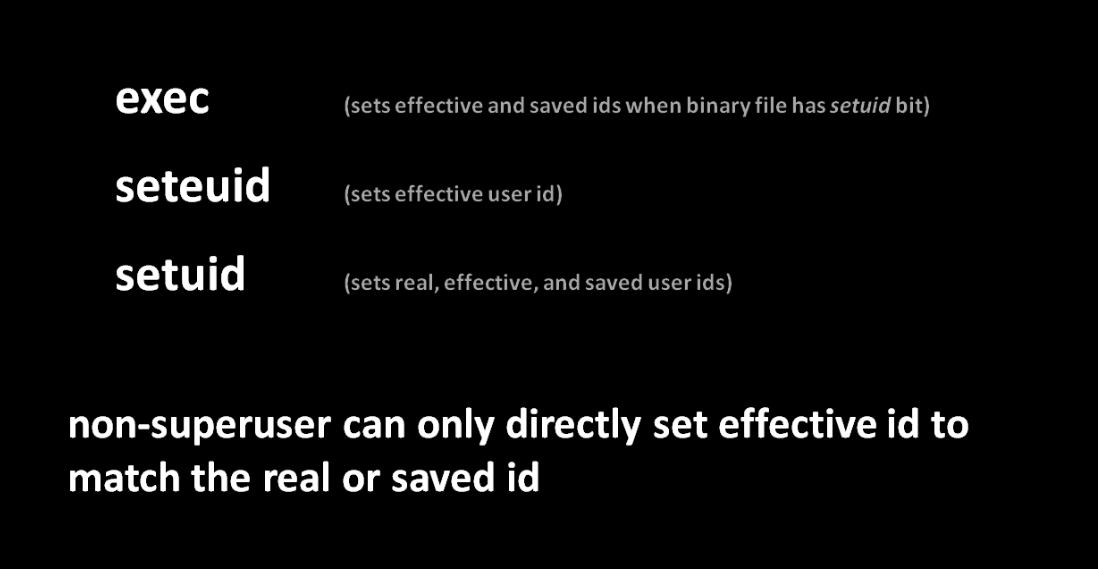 exec (sets effective and saved ids when binary file has setuid bit)
seteuid (sets effective user id)
setuid (sets real, effective, and saved user ids)
non-superuser can only directly set effective id to
match the real or saved id